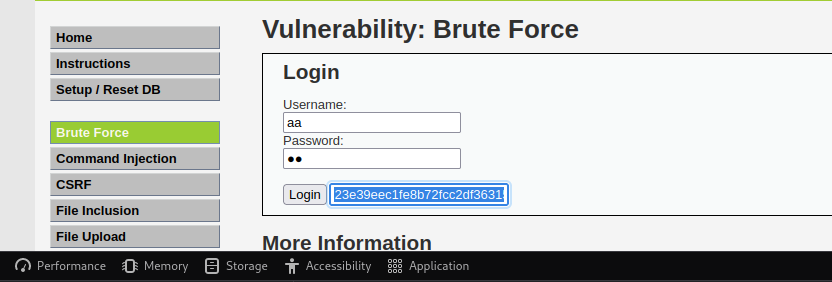 Vulnerability: Brute Force
Home
Instructions
Setup / Reset DB
Brute Force
Command Injection
CSRF
File Inclusion
File Upload
Login
Username:
aa
Password:
●●
Login 23e39eec1fe8b72fcc2df3631
More Information
Performance Memory Storage Accessibility Application